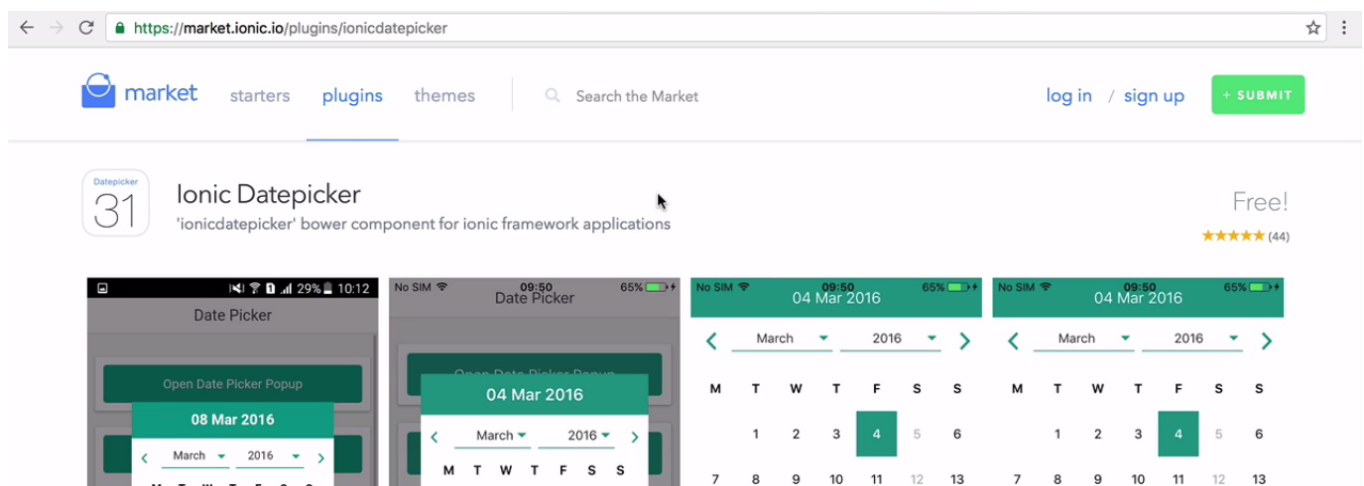 https://market.ionic.io/plugins/ionicdatepicker
market starters plugins themes Search the Market log in / sign up + SUBMIT
Datepicker
31
Ionic Datepicker
'ionicdatepicker' bower component for ionic framework applications
Free!
(44)
29% 10:12
Date Picker
Open Date Picker Popup
08 Mar 2016
March 2016
M T W T F S S
No SIM 09:50 65%
Date Picker
Open Date Picker Popup
04 Mar 2016
March 2016
M T W T F S S
No SIM 09:50 65%
04 Mar 2016
March 2016
M T W T F S S
1 2 3 4 5 6
7 8 9 10 11 12 13
No SIM 09:50 65%
04 Mar 2016
March 2016
M T W T F S S
1 2 3 4 5 6
7 8 9 10 11 12 13